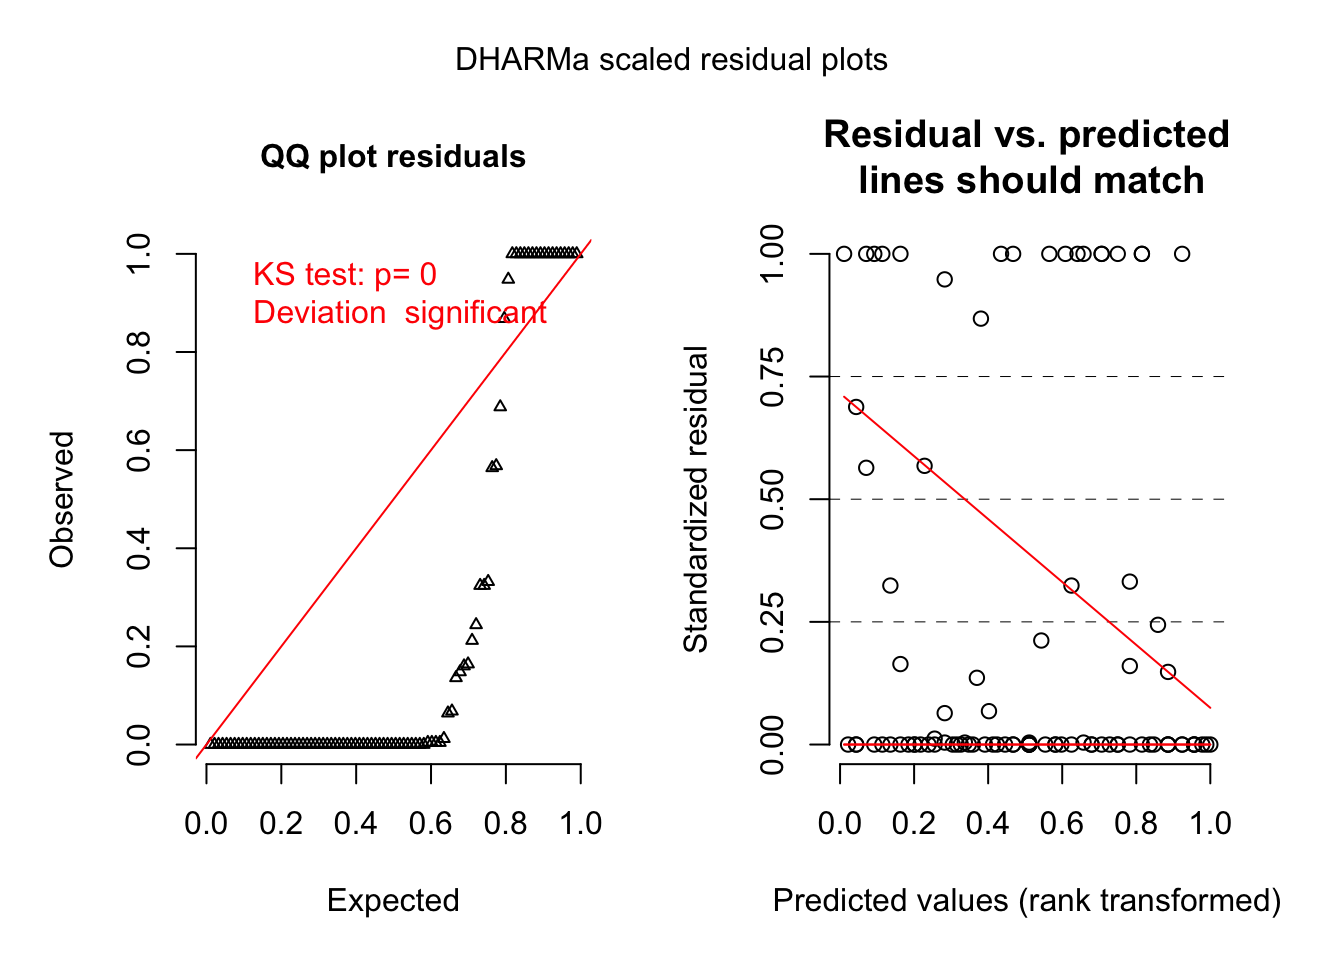 DHARMa scaled residual plots
QQ plot residuals
KS test: p= 0
Deviation  significant
Observed
0.0 0.2 0.4 0.6 0.8 1.0
0.0 0.2 0.4 0.6 0.8 1.0
Expected
Residual vs. predicted
lines should match
Standardized residual
0.00 0.25 0.50 0.75 1.00
0.0 0.2 0.4 0.6 0.8 1.0
Predicted values (rank transformed)